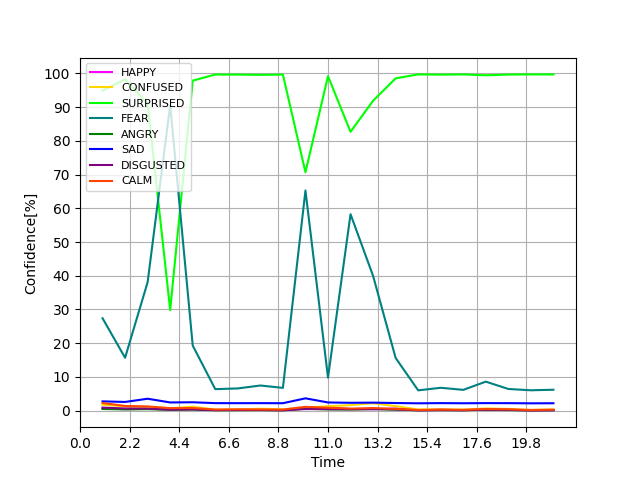 HAPPY
CONFUSED
SURPRISED
FEAR
ANGRY
SAD
DISGUSTED
CALM
100
90
80
70
60
50
40
30
20
10
0
Confidence[%]
0.0 2.2 4.4 6.6 8.8 11.0 13.2 15.4 17.6 19.8
Time